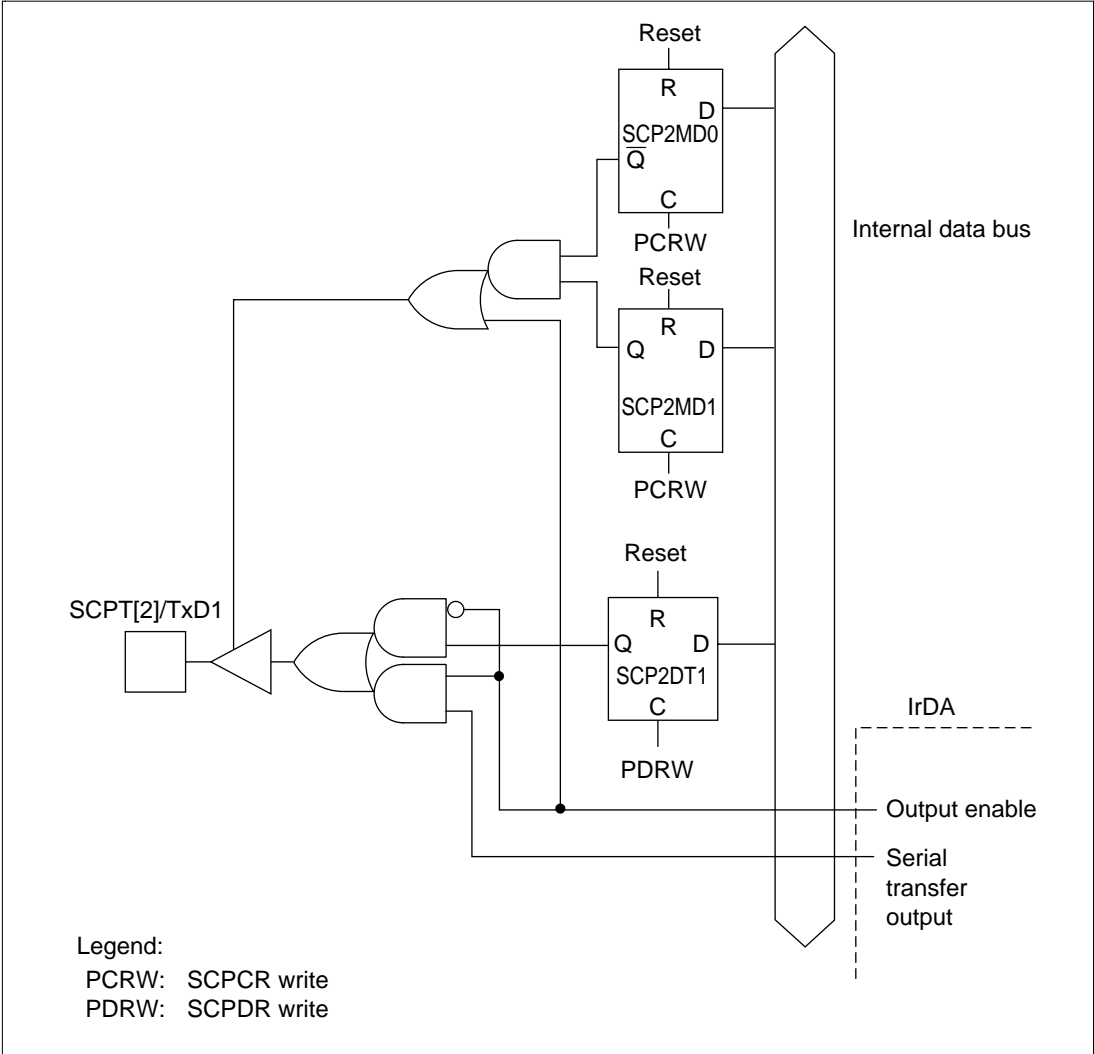 Reset
R
D
SCP2MD0
Q̅
C
PCRW
Internal data bus
Reset
R
Q D
SCP2MD1
C
PCRW
Reset
SCPT[2]/TxD1
R
Q D
SCP2DT1
C
PDRW
IrDA
Output enable
Serial
transfer
output
Legend:
PCRW: SCPCR write
PDRW: SCPDR write